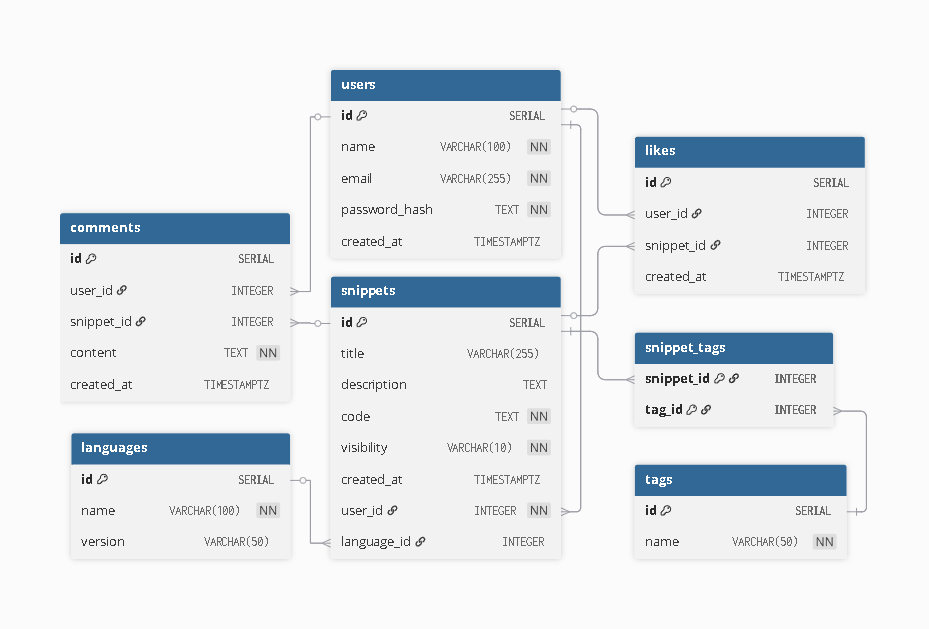 users
id SERIAL
name VARCHAR(100) NN
email VARCHAR(255) NN
password_hash TEXT NN
created_at TIMESTAMPTZ
likes
id SERIAL
user_id INTEGER
snippet_id INTEGER
created_at TIMESTAMPTZ
comments
id SERIAL
user_id INTEGER
snippet_id INTEGER
content TEXT NN
created_at TIMESTAMPTZ
snippets
id SERIAL
title VARCHAR(255)
description TEXT
code TEXT NN
visibility VARCHAR(10) NN
created_at TIMESTAMPTZ
user_id INTEGER NN
language_id INTEGER
snippet_tags
snippet_id INTEGER
tag_id INTEGER
languages
id SERIAL
name VARCHAR(100) NN
version VARCHAR(50)
tags
id SERIAL
name VARCHAR(50) NN